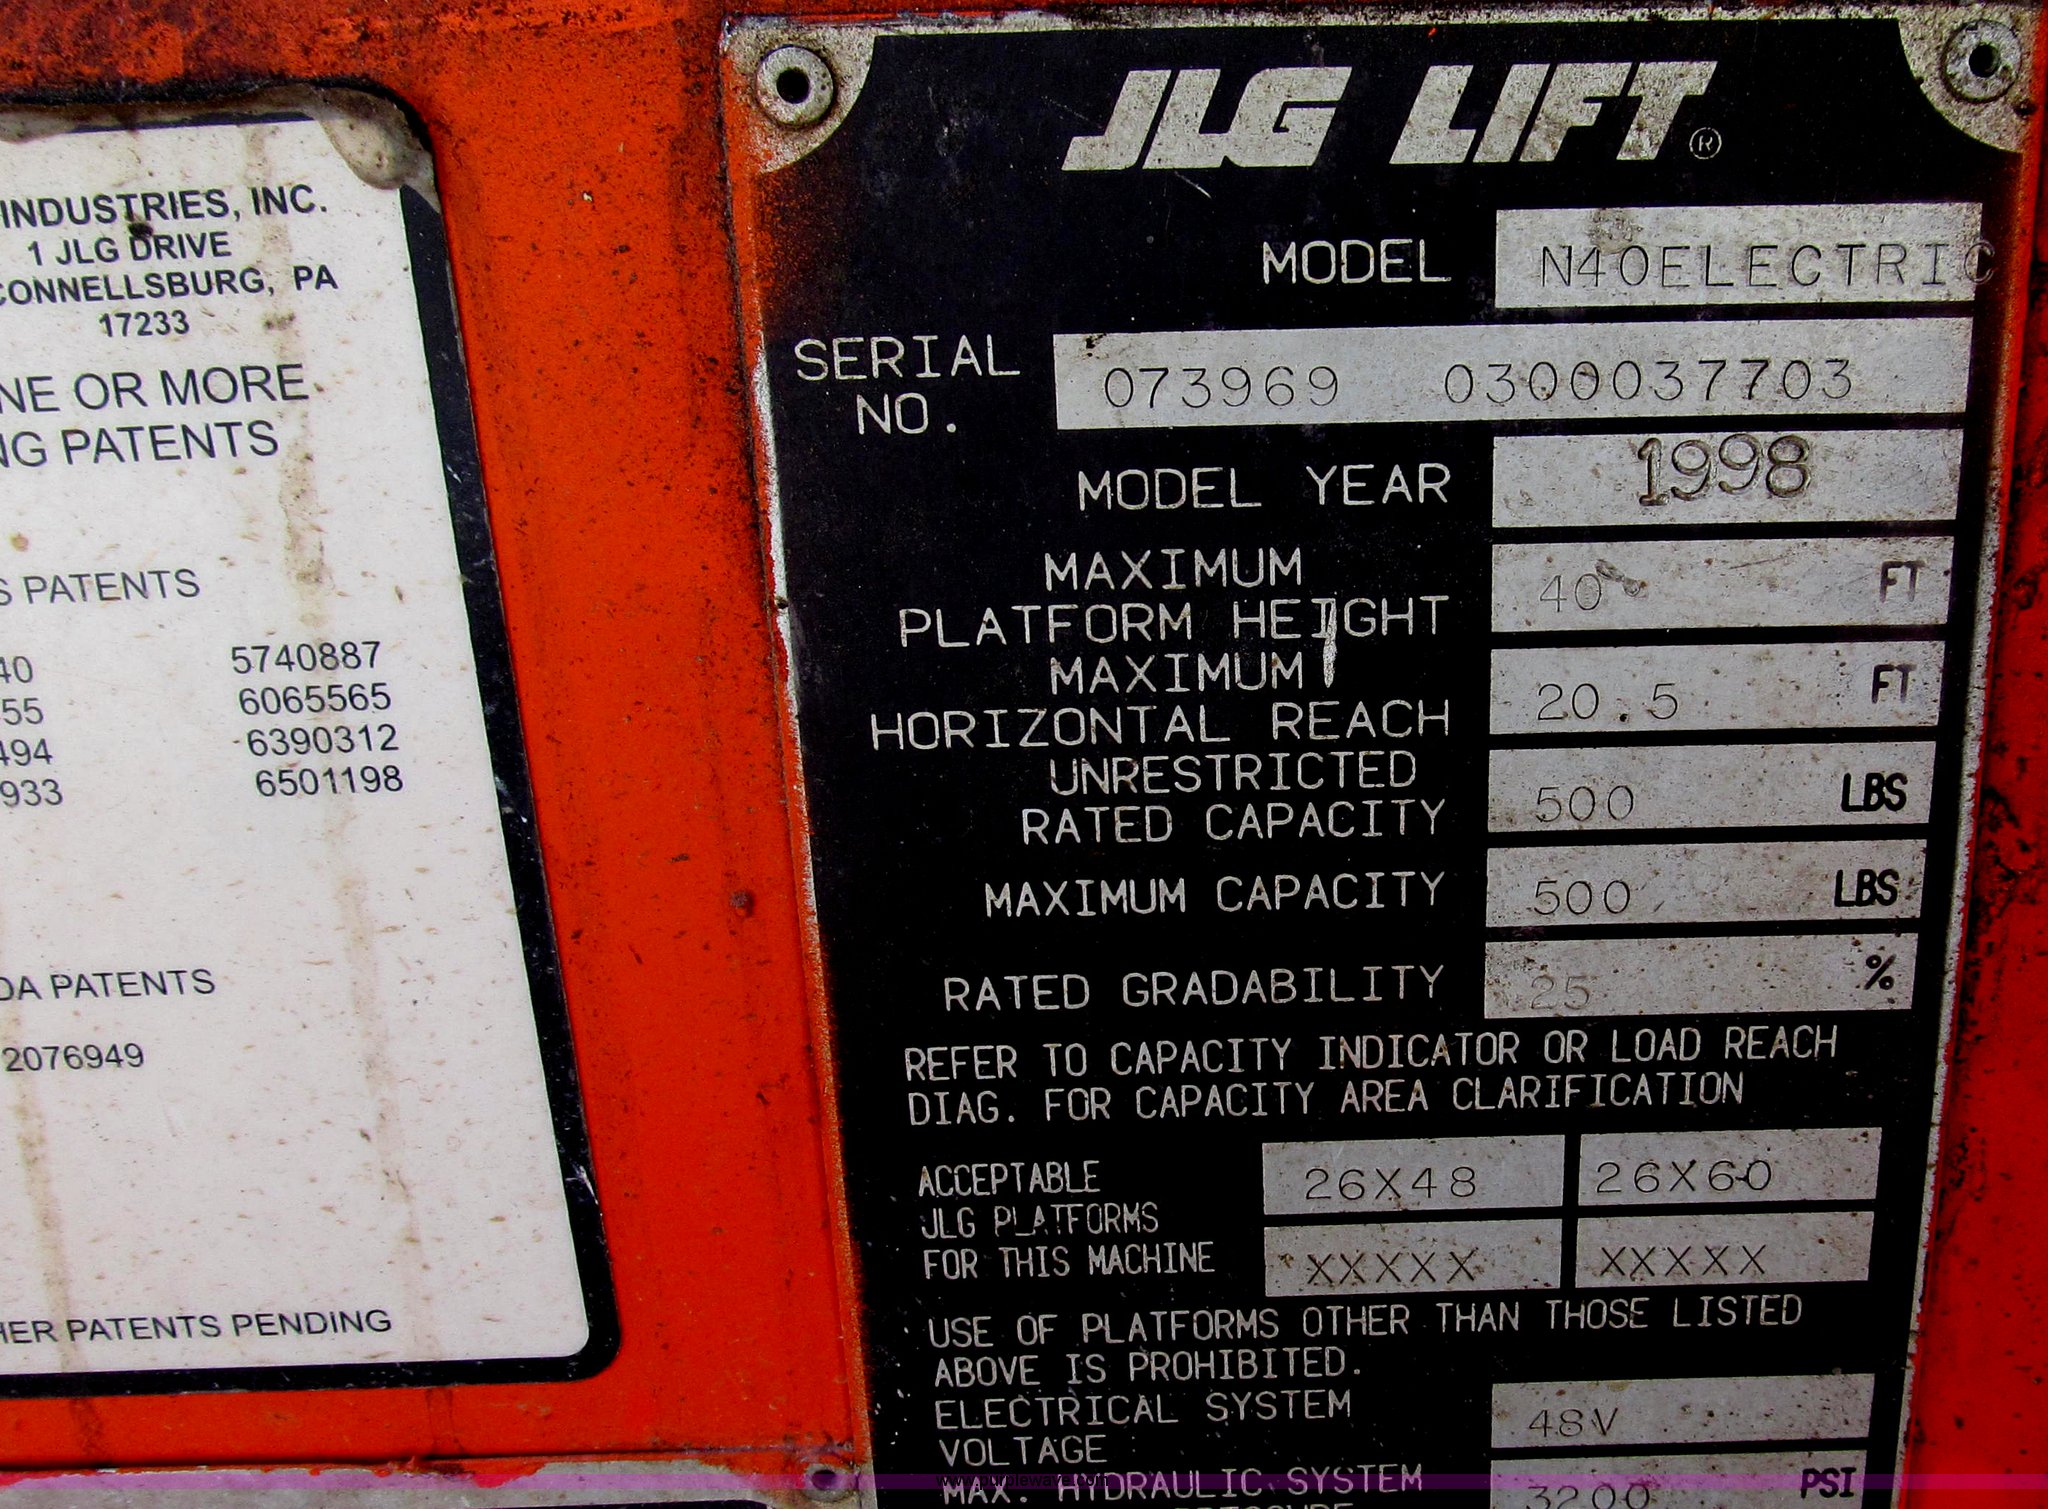 INDUSTRIES, INC.
1 JLG DRIVE
CONNELLSBURG, PA
17233
NE OR MORE
NG PATENTS
S PATENTS
40 5740887
55 6065565
494 6390312
933 6501198
DA PATENTS
2076949
HER PATENTS PENDING
JLG LIFT®
MODEL N40ELECTRIC
SERIAL NO. 073969 0300037703
MODEL YEAR 1998
MAXIMUM
PLATFORM HEIGHT 40 FT
MAXIMUM
HORIZONTAL REACH 20.5 FT
UNRESTRICTED
RATED CAPACITY 500 LBS
MAXIMUM CAPACITY 500 LBS
RATED GRADABILITY 25 %
REFER TO CAPACITY INDICATOR OR LOAD REACH
DIAG. FOR CAPACITY AREA CLARIFICATION
ACCEPTABLE 26X48 26X60
JLG PLATFORMS
FOR THIS MACHINE XXXXX XXXXX
USE OF PLATFORMS OTHER THAN THOSE LISTED
ABOVE IS PROHIBITED.
ELECTRICAL SYSTEM
VOLTAGE 48V
MAX. HYDRAULIC SYSTEM 3200 PSI
PRESSURE
www.purplewave.com